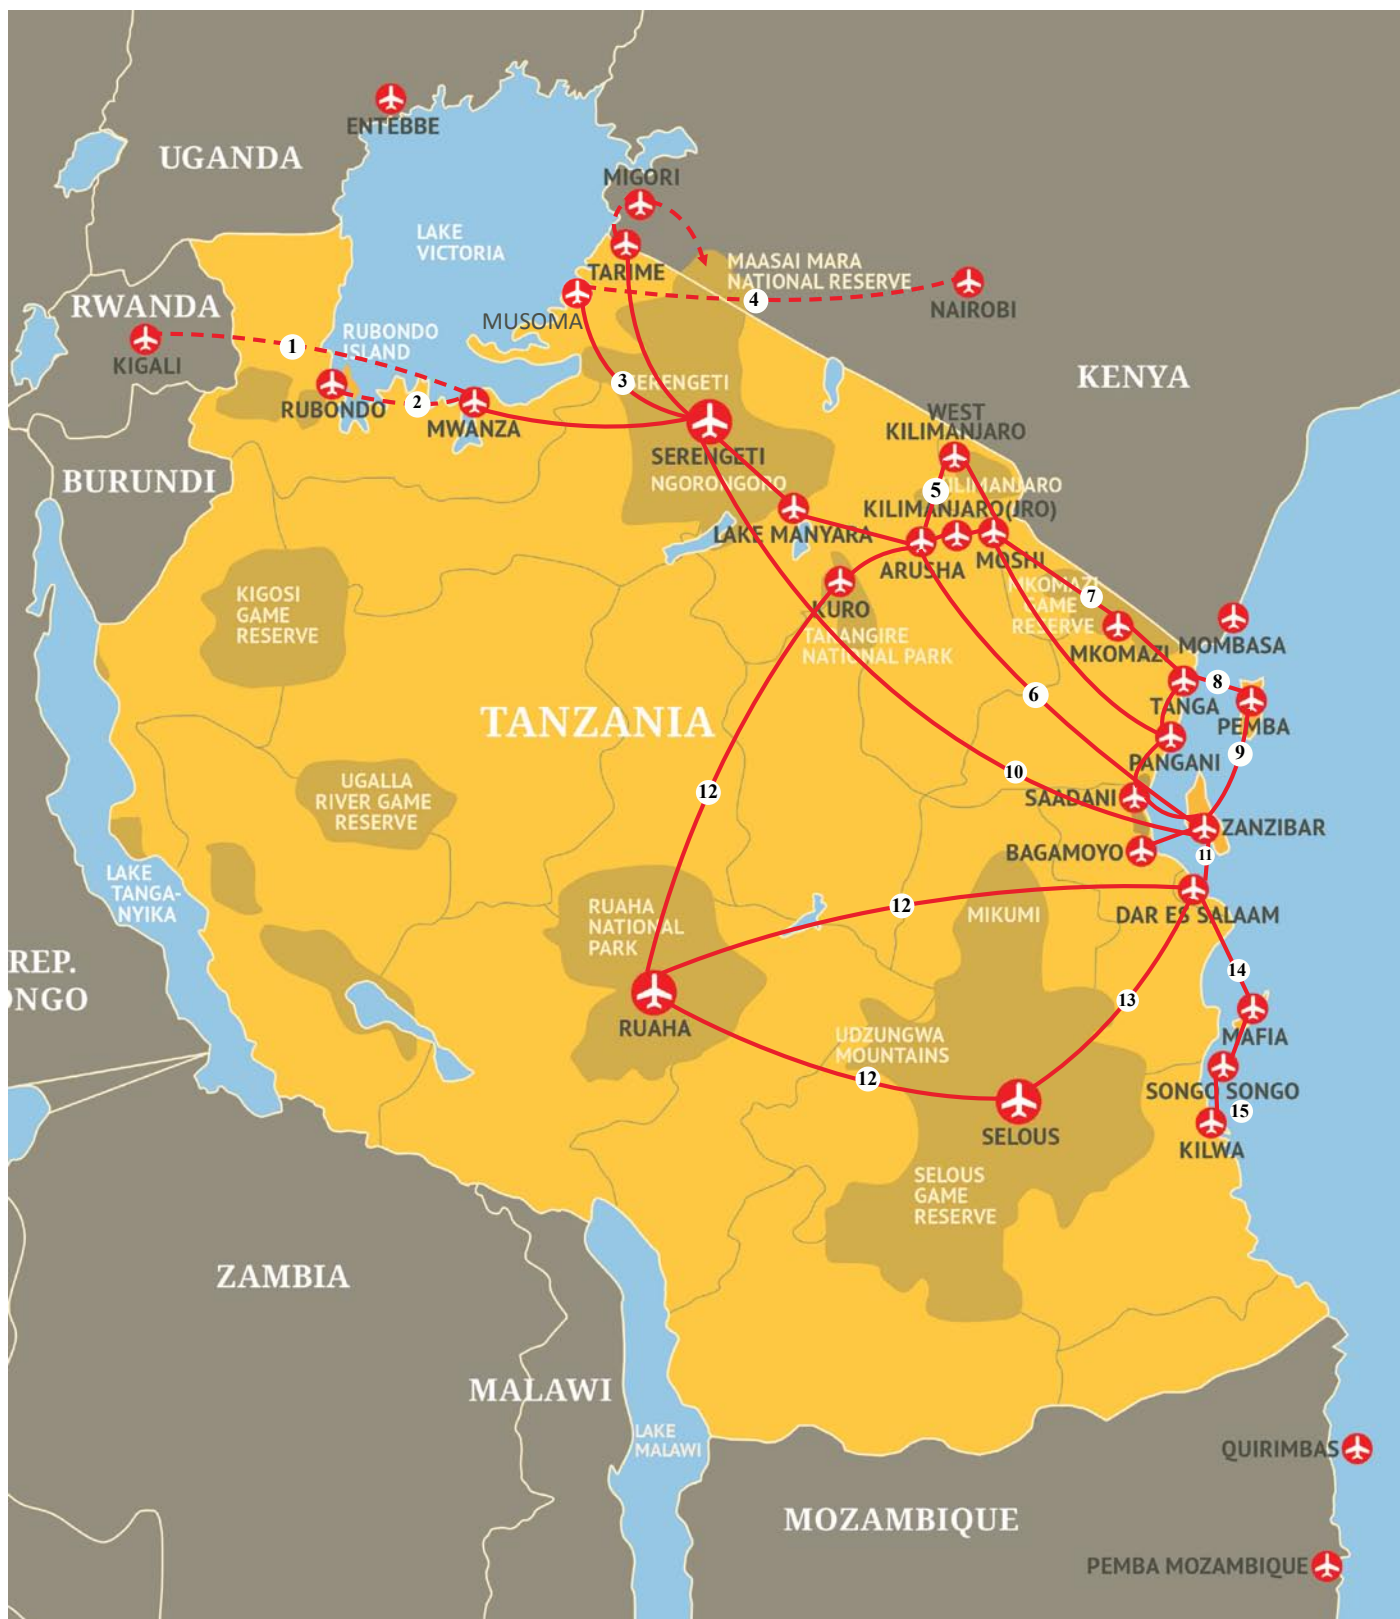 ENTEBBE
UGANDA
MIGORI
LAKE
VICTORIA
TARIME
MAASAI MARA
NATIONAL RESERVE
NAIROBI
4
RWANDA
KIGALI
1
MUSOMA
RUBONDO
ISLAND
RUBONDO
2
MWANZA
3
SERENGETI
KENYA
SERENGETI
NGORONGORO
WEST
KILIMANJARO
5
KILIMANJARO
KILIMANJARO(JRO)
BURUNDI
LAKE MANYARA
ARUSHA
MOSHI
KURO
TARANGIRE
NATIONAL PARK
MKOMAZI
GAME
RESERVE
7
MKOMAZI
MOMBASA
KIGOSI
GAME
RESERVE
6
TANGA
8
PEMBA
TANZANIA
PANGANI
9
10
UGALLA
RIVER GAME
RESERVE
12
SAADANI
ZANZIBAR
BAGAMOYO
11
LAKE
TANGA-
NYIKA
RUAHA
NATIONAL
PARK
12
MIKUMI
DAR ES SALAAM
REP.
ONGO
RUAHA
13
14
MAFIA
UDZUNGWA
MOUNTAINS
12
SONGO SONGO
15
SELOUS
KILWA
SELOUS
GAME
RESERVE
ZAMBIA
MALAWI
LAKE
MALAWI
QUIRIMBAS
MOZAMBIQUE
PEMBA MOZAMBIQUE